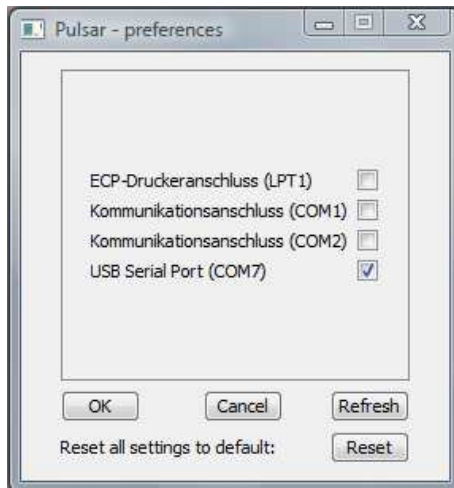 Pulsar - preferences
ECP-Druckeranschluss (LPT1)
Kommunikationsanschluss (COM1)
Kommunikationsanschluss (COM2)
USB Serial Port (COM7)
OK Cancel Refresh
Reset all settings to default: Reset